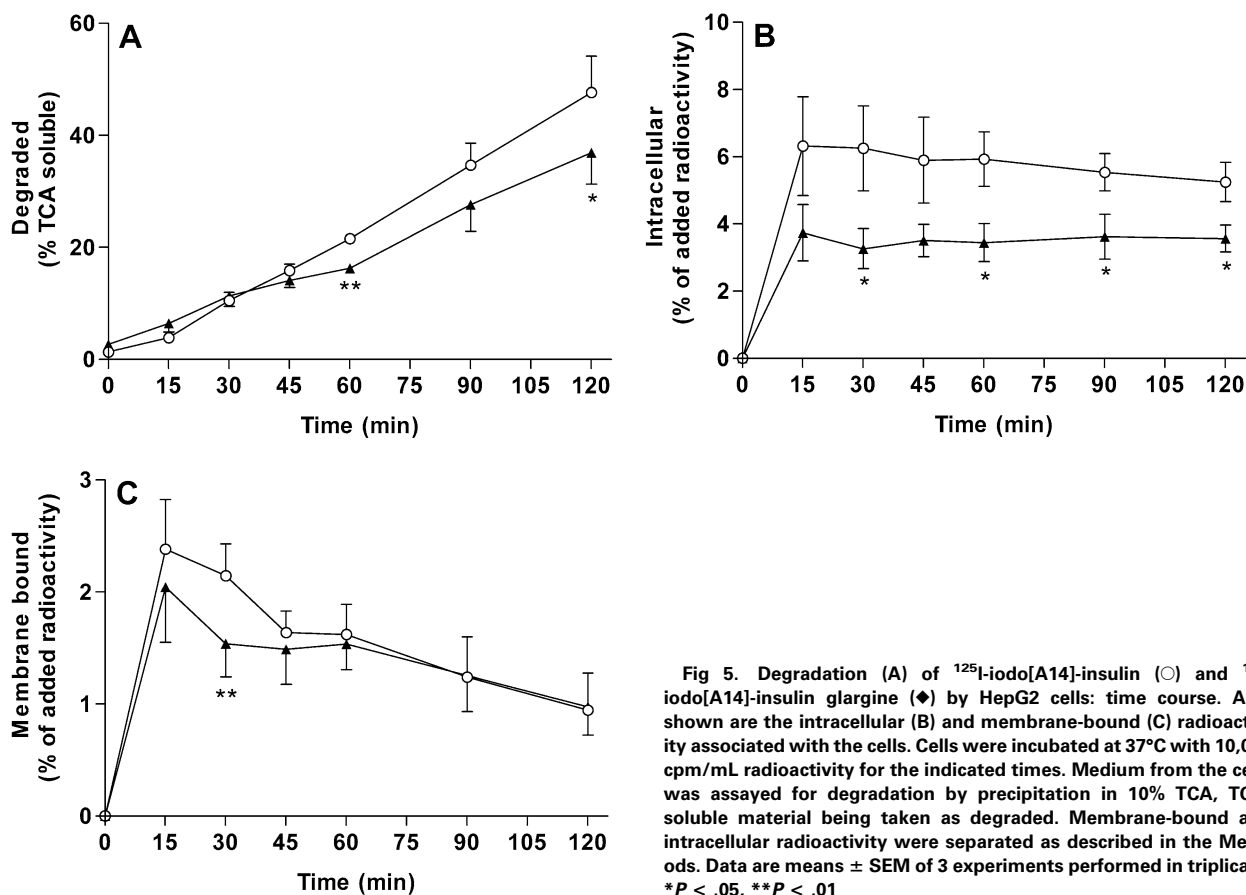 A
60
40
20
0
Degraded
(% TCA soluble)
*
**
0 15 30 45 60 75 90 105 120
Time (min)
B
10
8
6
4
2
0
Intracellular
(% of added radioactivity)
* * * *
0 15 30 45 60 75 90 105 120
Time (min)
C
3
2
1
0
Membrane bound
(% of added radioactivity)
**
0 15 30 45 60 75 90 105 120
Time (min)
Fig 5. Degradation (A) of ¹²⁵I-iodo[A14]-insulin (○) and
iodo[A14]-insulin glargine (◆) by HepG2 cells: time course.
shown are the intracellular (B) and membrane-bound (C)
ity associated with the cells. Cells were incubated at 37°C with
cpm/mL radioactivity for the indicated times. Medium from the
was assayed for degradation by precipitation in 10% TCA,
soluble material being taken as degraded. Membrane-bound
intracellular radioactivity were separated as described in the
ods. Data are means ± SEM of 3 experiments performed in
*P < .05, **P < .01